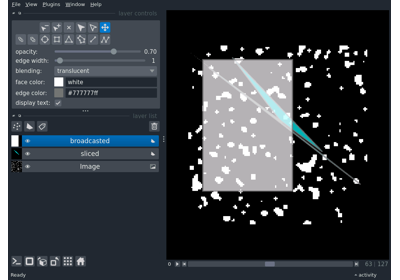 File View Plugins Window Help
layer controls
opacity: 0.70
edge width: 1
blending: translucent
face color: white
edge color: #777777ff
display text:
layer list
broadcasted
sliced
Image
63 127
Ready
activity